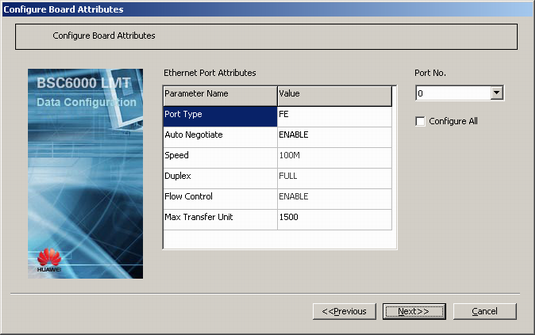 Configure Board Attributes
Configure Board Attributes
BSC6000 LMT
Data Configuration
HUAWEI
Ethernet Port Attributes
Parameter Name Value
Port Type FE
Auto Negotiate ENABLE
Speed 100M
Duplex FULL
Flow Control ENABLE
Max Transfer Unit 1500
Port No.
0
Configure All
<<Previous Next>> Cancel